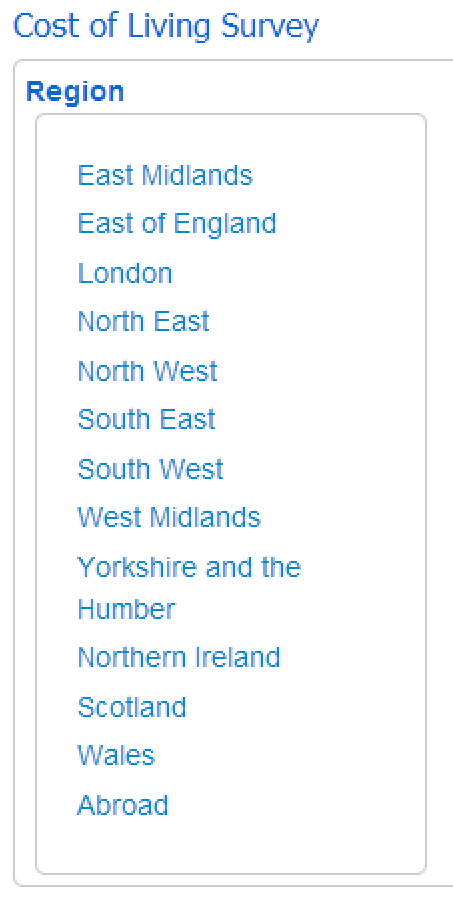 Cost of Living Survey
Region
East Midlands
East of England
London
North East
North West
South East
South West
West Midlands
Yorkshire and the
Humber
Northern Ireland
Scotland
Wales
Abroad